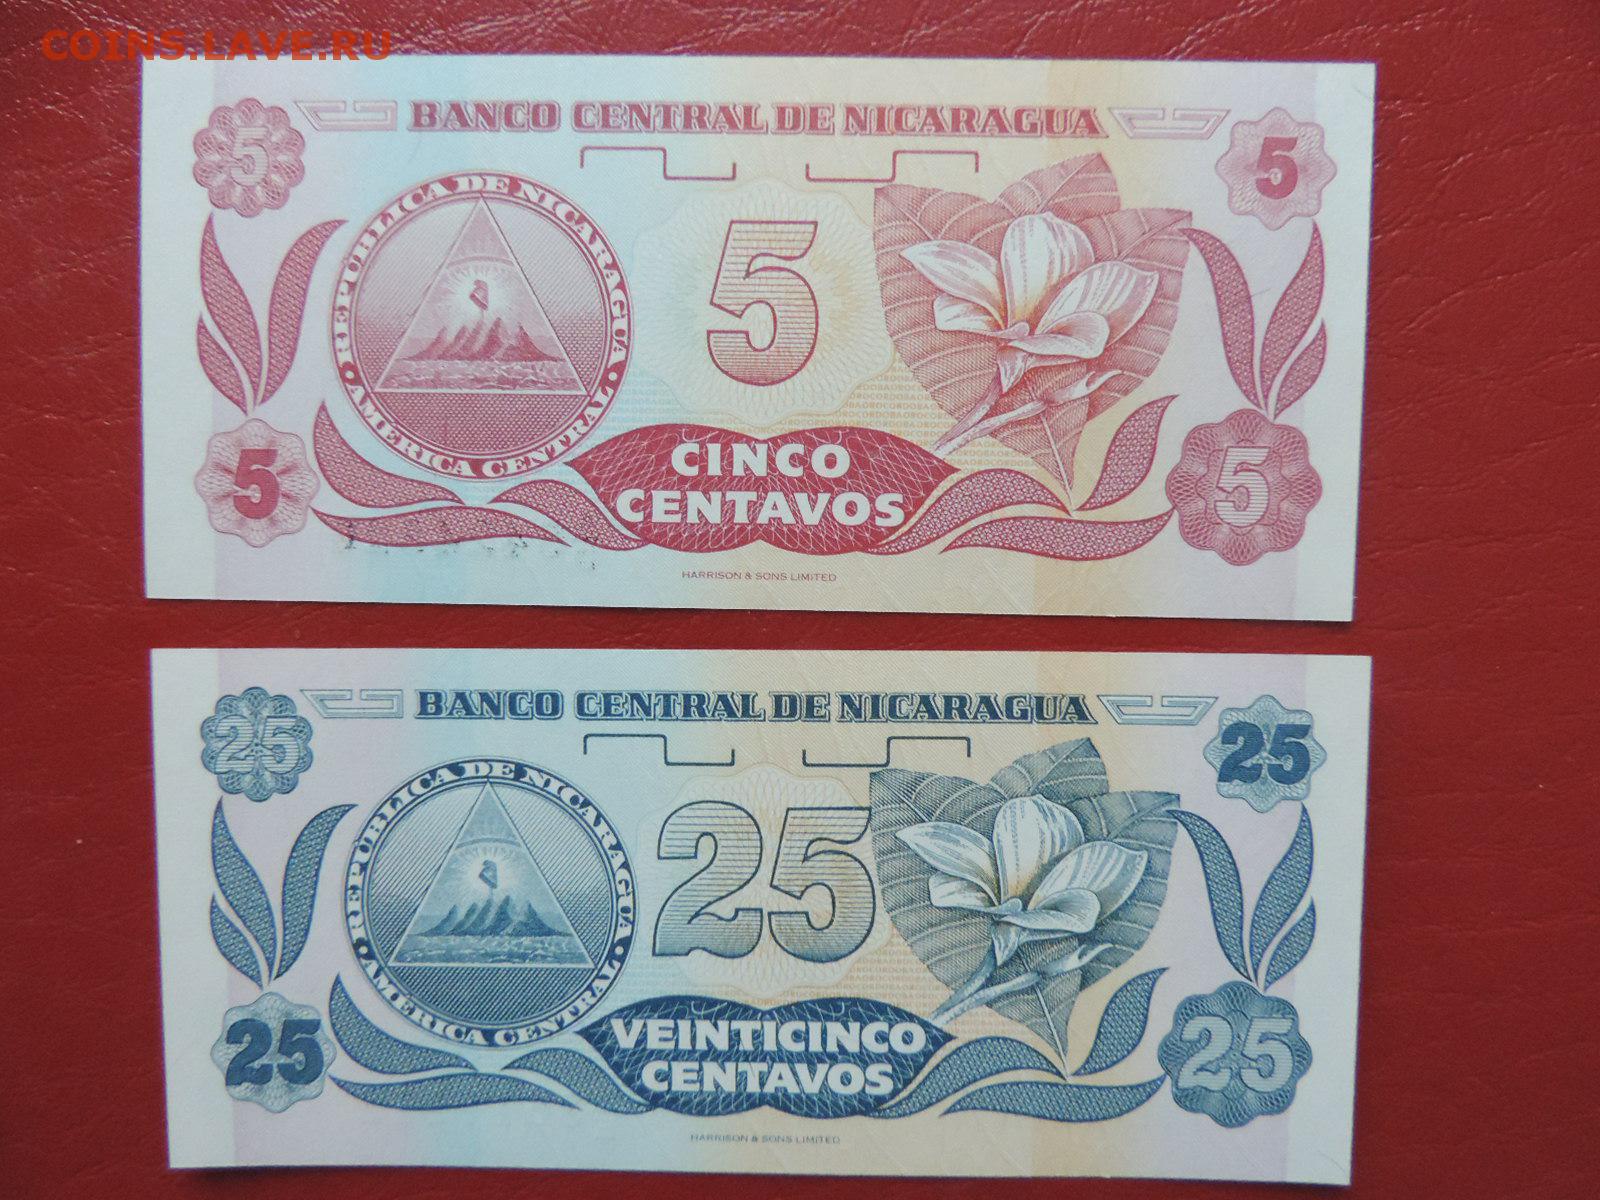 COINS.LAVE.RU
BANCO CENTRAL DE NICARAGUA
5
5
REPÚBLICA DE NICARAGUA
AMERICA CENTRAL
5
5
5
CINCO
CENTAVOS
HARRISON & SONS LIMITED
BANCO CENTRAL DE NICARAGUA
25
25
REPÚBLICA DE NICARAGUA
AMERICA CENTRAL
25
25
25
VEINTICINCO
CENTAVOS
HARRISON & SONS LIMITED